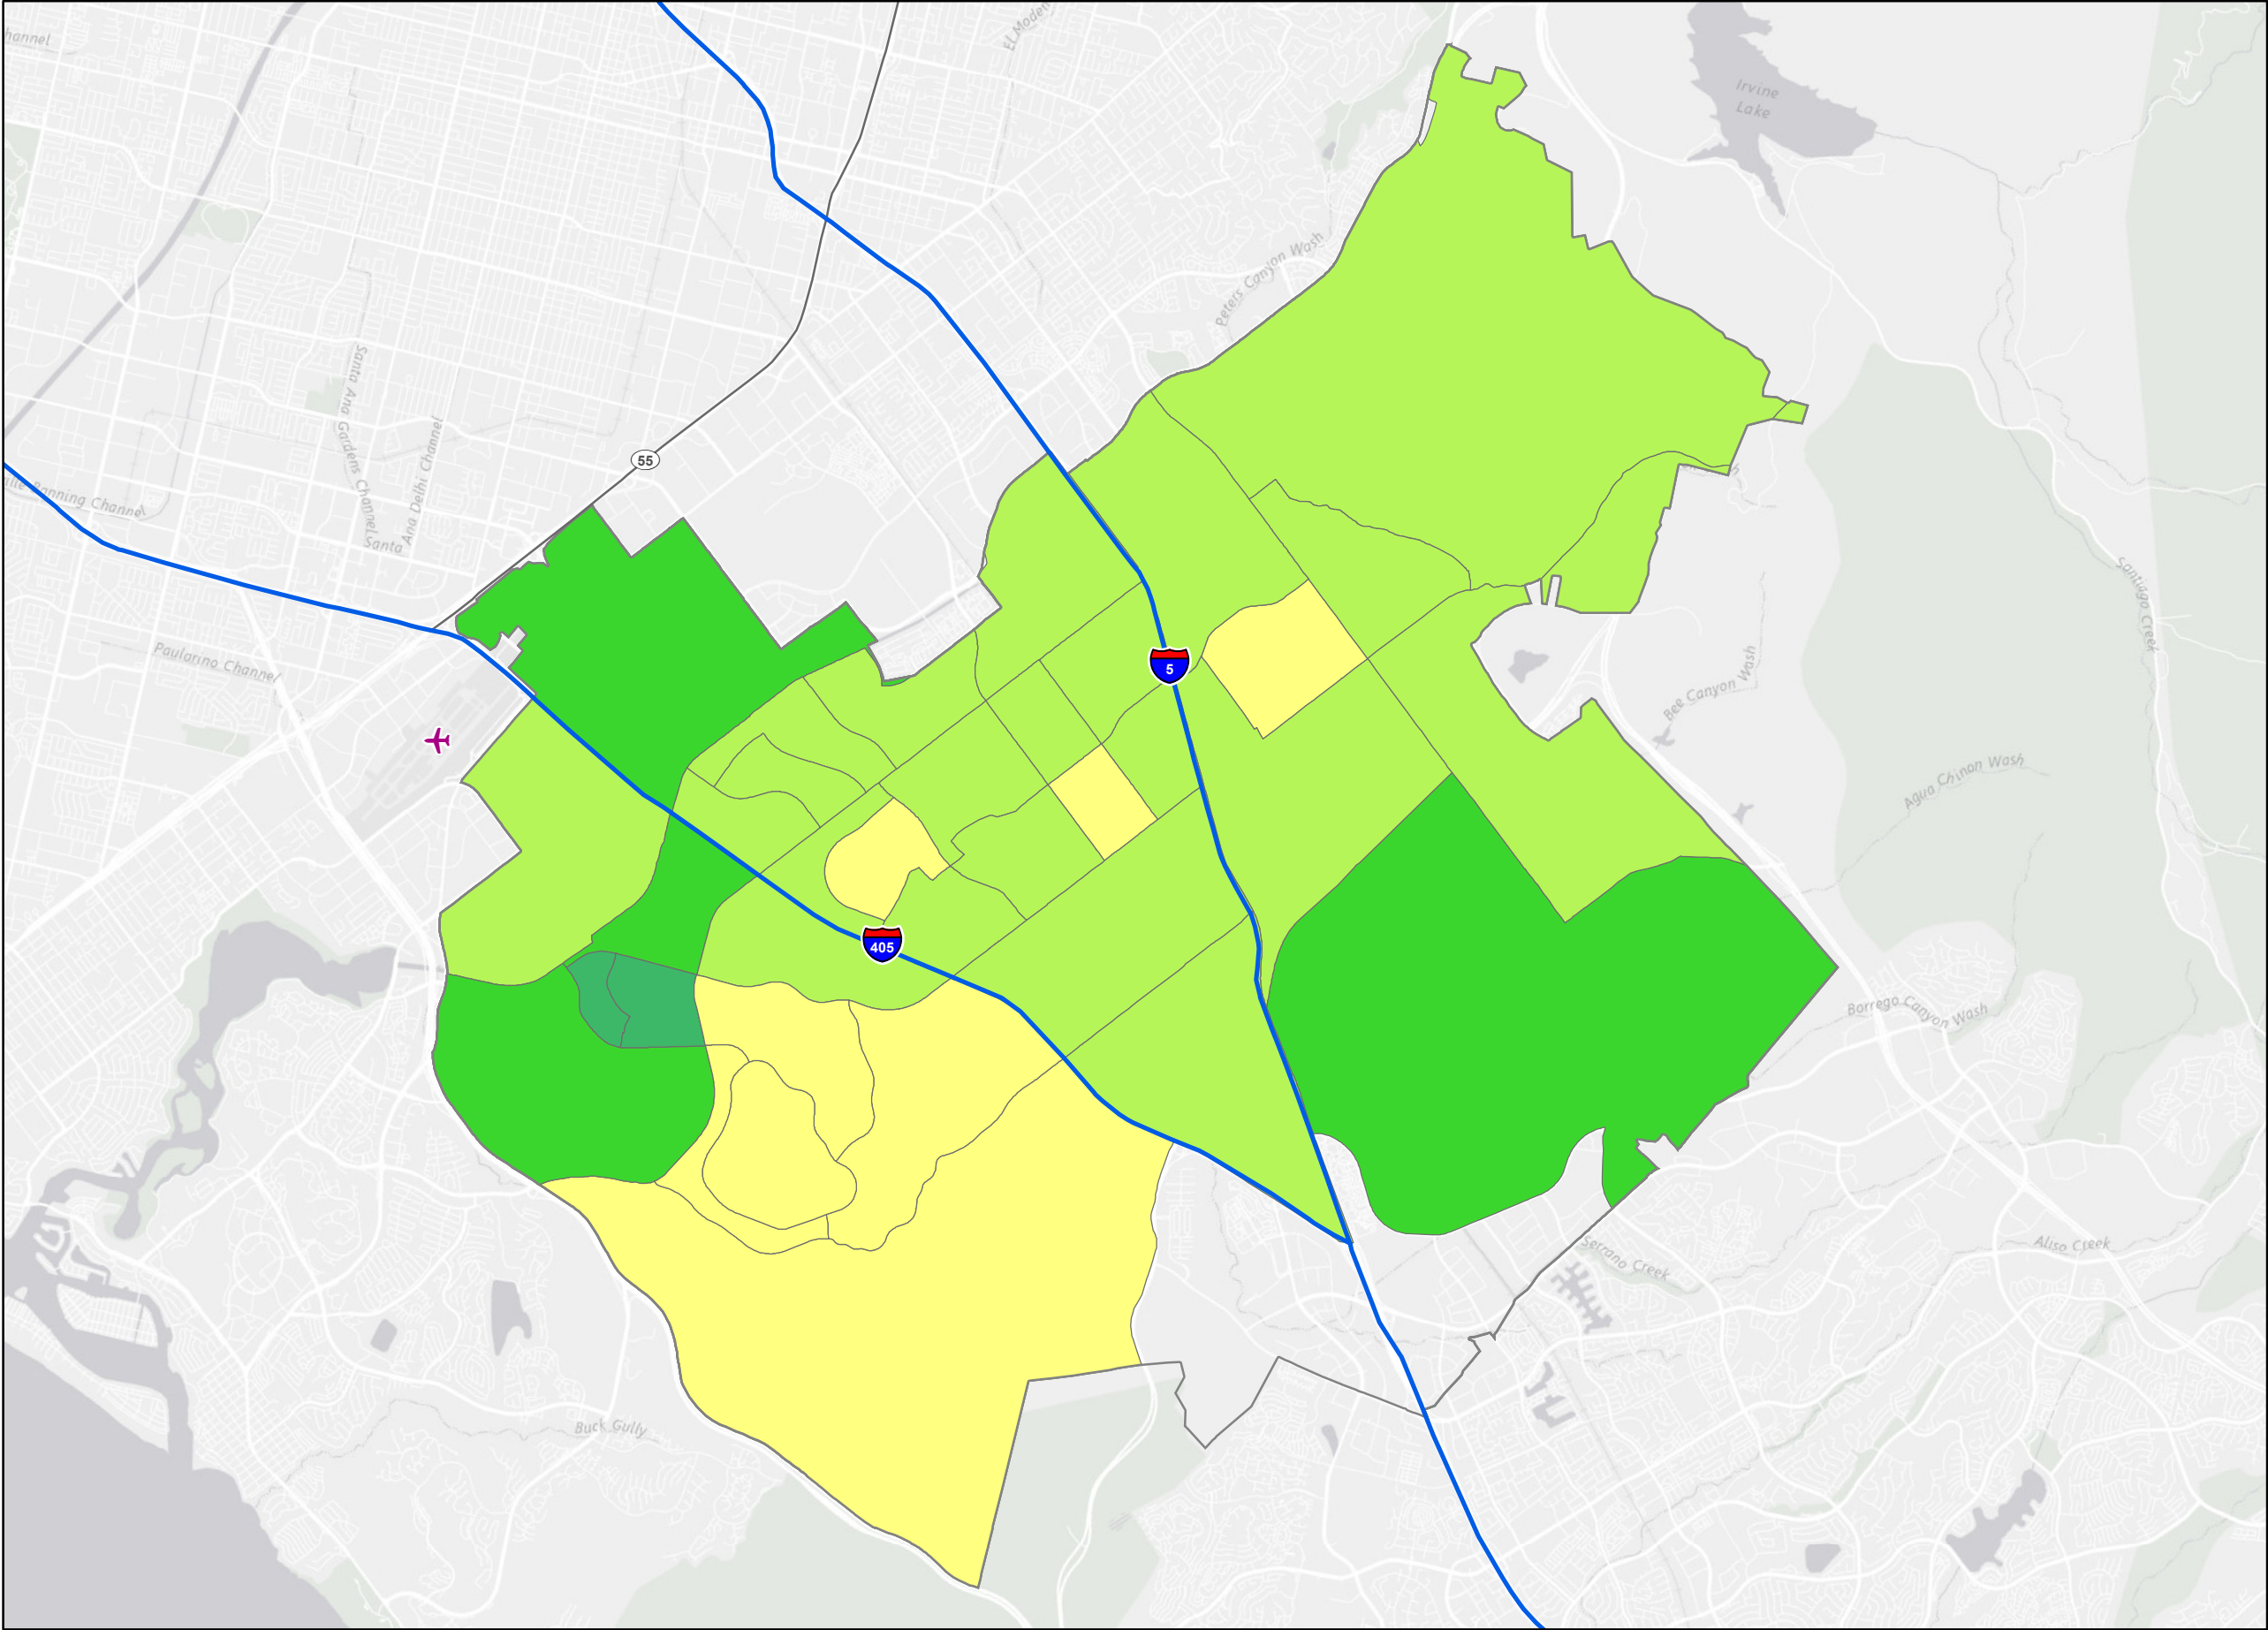 El Moden
Irvine
Lake
Peters Canyon Wash
Santa Ana Gardens Channel
Santa Ana Delhi Channel
55
Banning Channel
Paularino Channel
5
Santiago Creek
Bee Canyon Wash
Agua Chinon Wash
405
Borrego Canyon Wash
Serrano Creek
Aliso Creek
Buck Gully